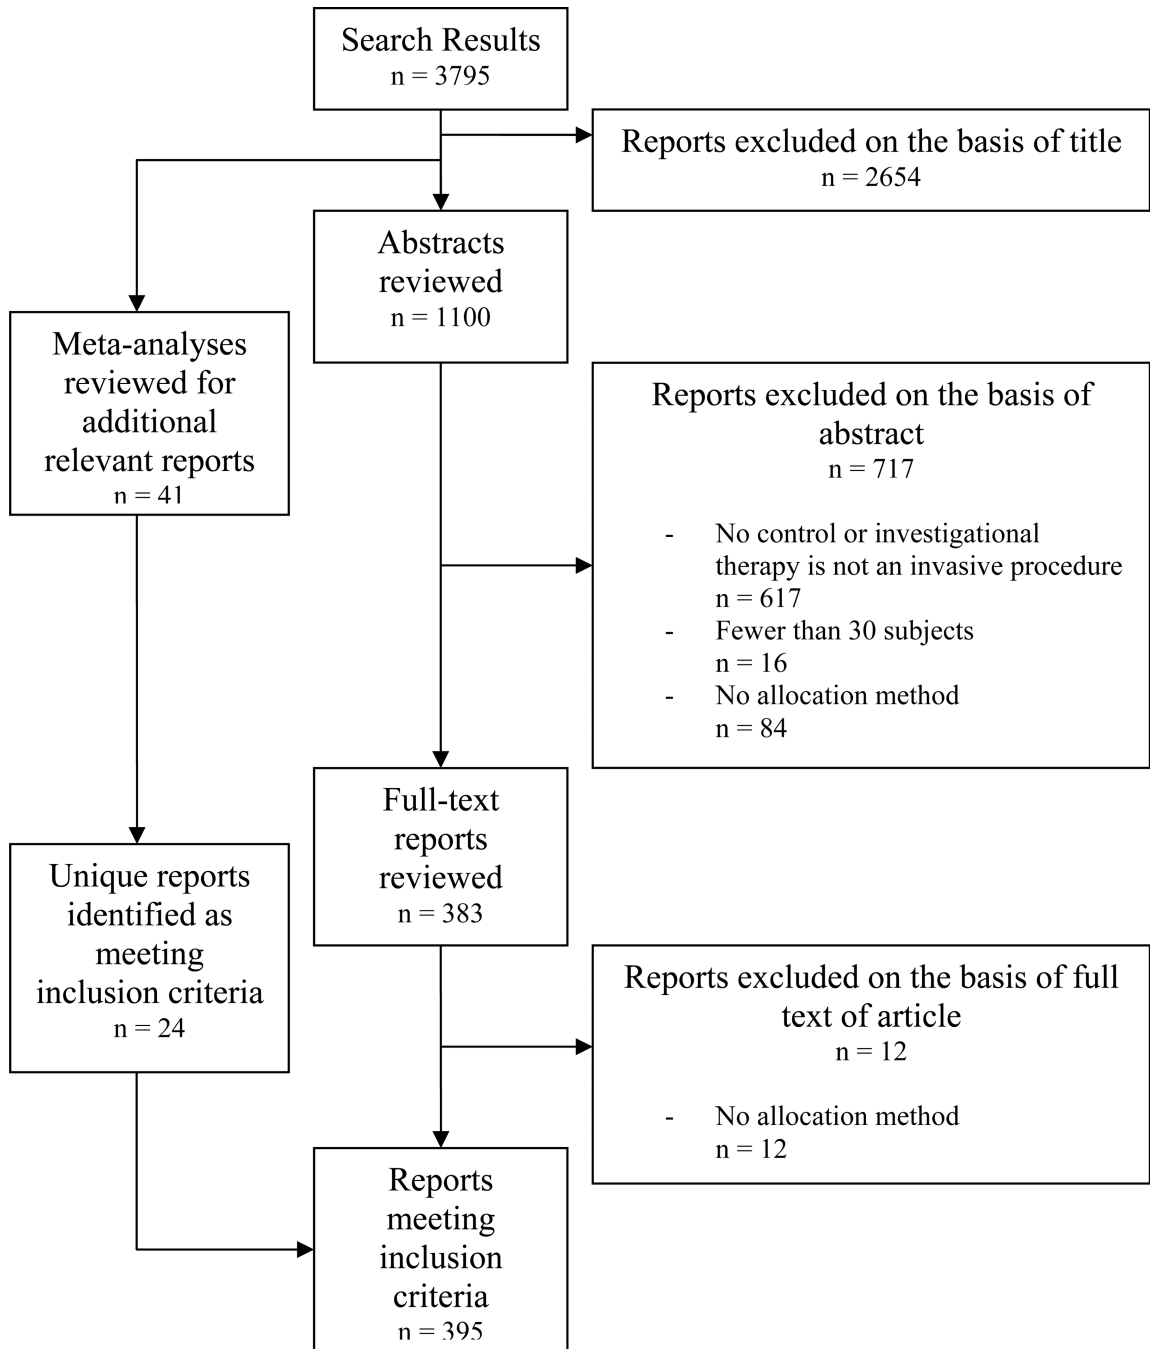 Search Results
n = 3795
Reports excluded on the basis of title
n = 2654
Abstracts
reviewed
n = 1100
Meta-analyses
reviewed for
additional
relevant reports
n = 41
Reports excluded on the basis of
abstract
n = 717
- No control or investigational
therapy is not an invasive procedure
n = 617
- Fewer than 30 subjects
n = 16
- No allocation method
n = 84
Full-text
reports
reviewed
n = 383
Unique reports
identified as
meeting
inclusion criteria
n = 24
Reports excluded on the basis of full
text of article
n = 12
- No allocation method
n = 12
Reports
meeting
inclusion
criteria
n = 395